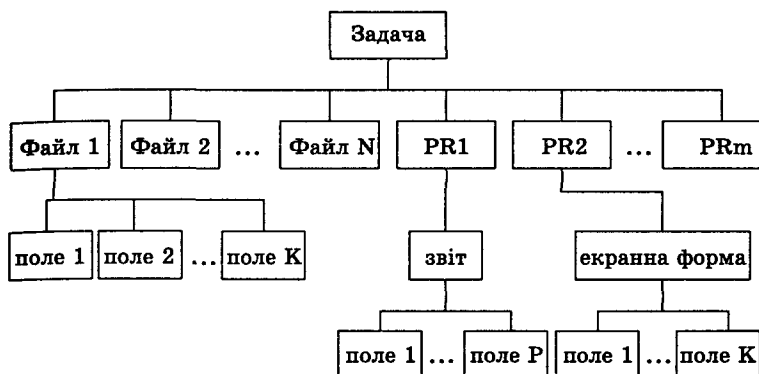 Задача
Файл 1 Файл 2 ... Файл N PR1 PR2 ... PRm
поле 1 поле 2 ... поле K звіт екранна форма
поле 1 ... поле P поле 1 ... поле K